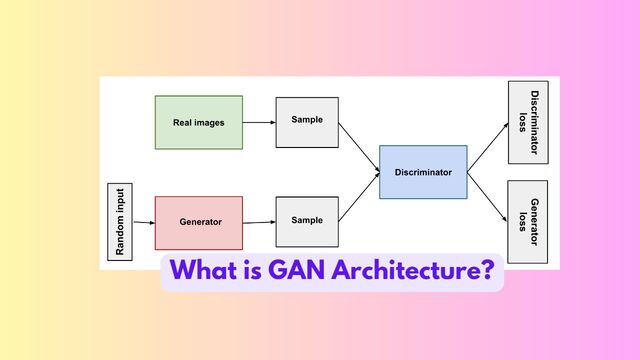 Real images
Sample
Discriminator
loss
Discriminator
Random input
Generator
Sample
Generator
loss
What is GAN Architecture?